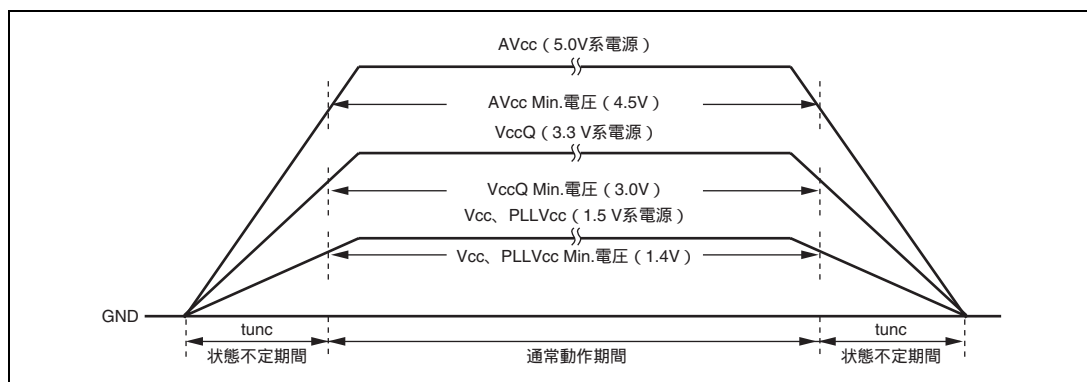 AVcc（5.0V系電源）
AVcc Min.電圧（4.5V）
VccQ（3.3 V系電源）
VccQ Min.電圧（3.0V）
Vcc、PLLVcc（1.5 V系電源）
Vcc、PLLVcc Min.電圧（1.4V）
GND
tunc
tunc
状態不定期間
通常動作期間
状態不定期間